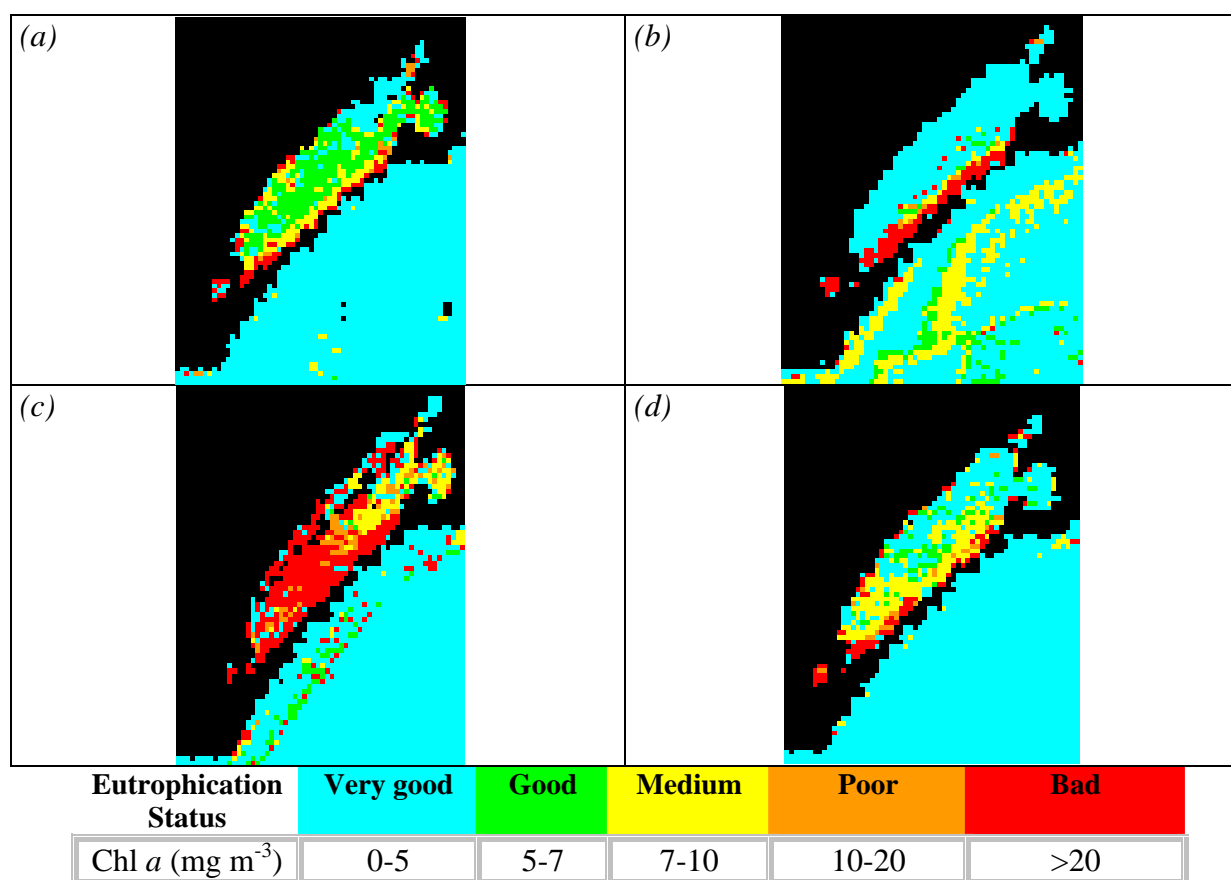 (a)
(b)
(c)
(d)
Eutrophication Status Very good Good Medium Poor Bad
Chl a (mg m⁻³) 0-5 5-7 7-10 10-20 >20